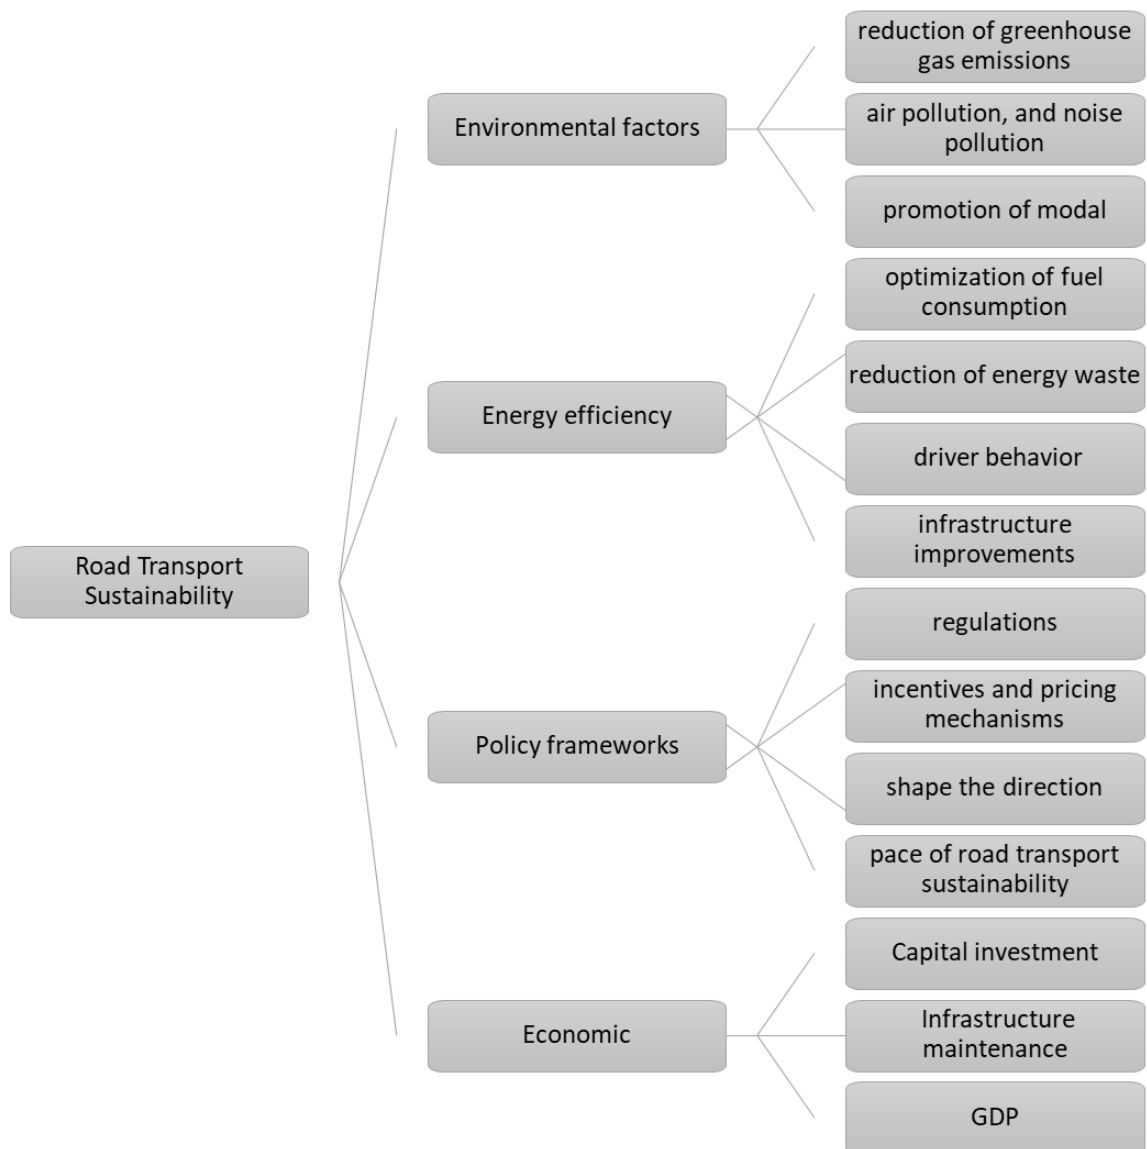 Road Transport
Sustainability
Environmental factors
reduction of greenhouse
gas emissions
air pollution, and noise
pollution
promotion of modal
Energy efficiency
optimization of fuel
consumption
reduction of energy waste
driver behavior
infrastructure
improvements
Policy frameworks
regulations
incentives and pricing
mechanisms
shape the direction
pace of road transport
sustainability
Economic
Capital investment
Infrastructure
maintenance
GDP